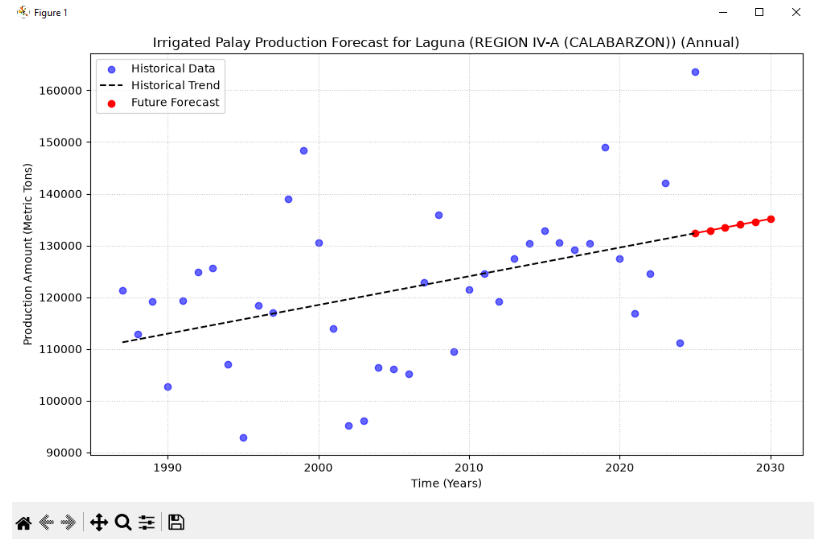 Figure 1
Irrigated Palay Production Forecast for Laguna (REGION IV-A (CALABARZON)) (Annual)
Historical Data
Historical Trend
Future Forecast
160000
150000
140000
130000
120000
110000
100000
90000
Production Amount (Metric Tons)
1990
2000
2010
2020
2030
Time (Years)